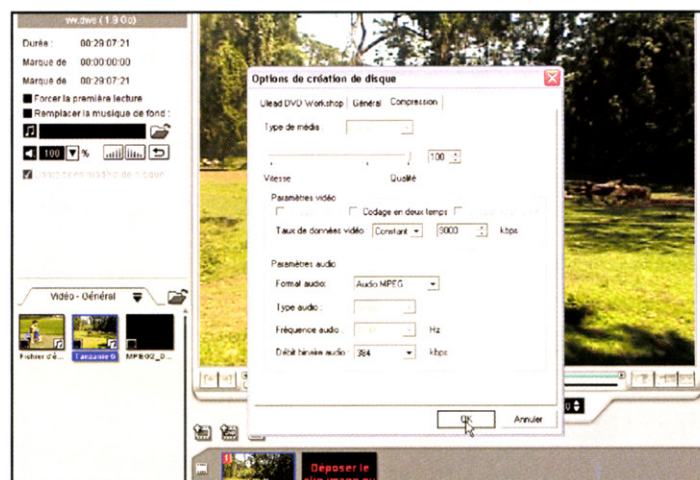 sw.dws ( 1.9 Go)
Durée : 00:29:07:21
Marque de 00:00:00:00
Marque de 00:29:07:21
Forcer la première lecture
Remplacer la musique de fond :
100 %
Vidéo - Général
Fichier d'é...
Tanzanie 6
MPEG2_D...
Options de création de disque
Ulead DVD Workshop Général Compression
Type de média :
100
Vitesse Qualité
Paramètres vidéo
Codage en deux temps
Taux de données vidéo: Constant 9000 kbps
Paramètres audio
Format audio: Audio MPEG
Type audio :
Fréquence audio : Hz
Débit binaire audio : 384 kbps
OK Annuler
1
Déposer le